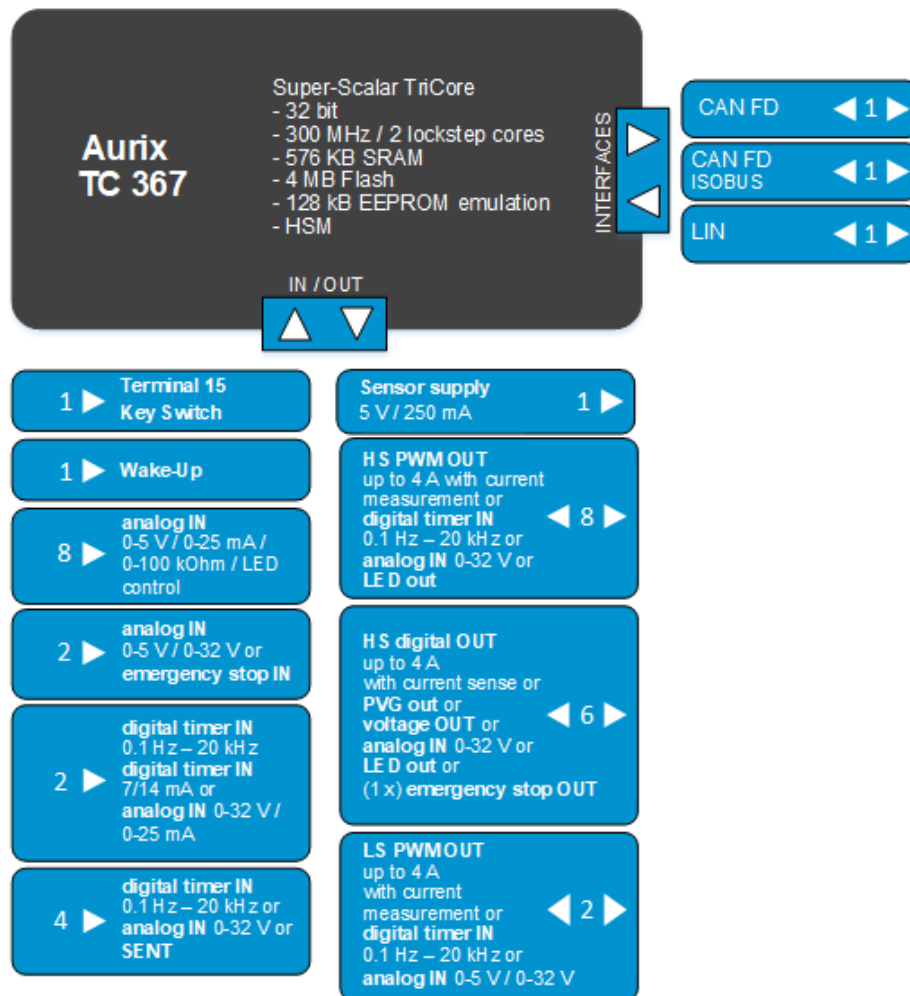 Aurix
TC 367
Super-Scalar TriCore
- 32 bit
- 300 MHz / 2 lockstep cores
- 576 KB SRAM
- 4 MB Flash
- 128 kB EEPROM emulation
- HSM
INTERFACES
IN / OUT
CAN FD 1
CAN FD
ISOBUS
1
LIN 1
1 Terminal 15
Key Switch
1 Wake-Up
8
analog IN
0-5 V / 0-25 mA /
0-100 kOhm / LED
control
2
analog IN
0-5 V / 0-32 V or
emergency stop IN
2
digital timer IN
0.1 Hz – 20 kHz
digital timer IN
7/14 mA or
analog IN 0-32 V /
0-25 mA
4
digital timer IN
0.1 Hz – 20 kHz or
analog IN 0-32 V or
SENT
Sensor supply
5 V / 250 mA
1
HS PWM OUT
up to 4 A with current
measurement or
digital timer IN
0.1 Hz – 20 kHz or
analog IN 0-32 V or
LED out
8
HS digital OUT
up to 4 A
with current sense or
PVG out or
voltage OUT or
analog IN 0-32 V or
LED out or
(1 x) emergency stop OUT
6
LS PWMOUT
up to 4 A
with current
measurement or
digital timer IN
0.1 Hz – 20 kHz or
analog IN 0-5 V / 0-32 V
2